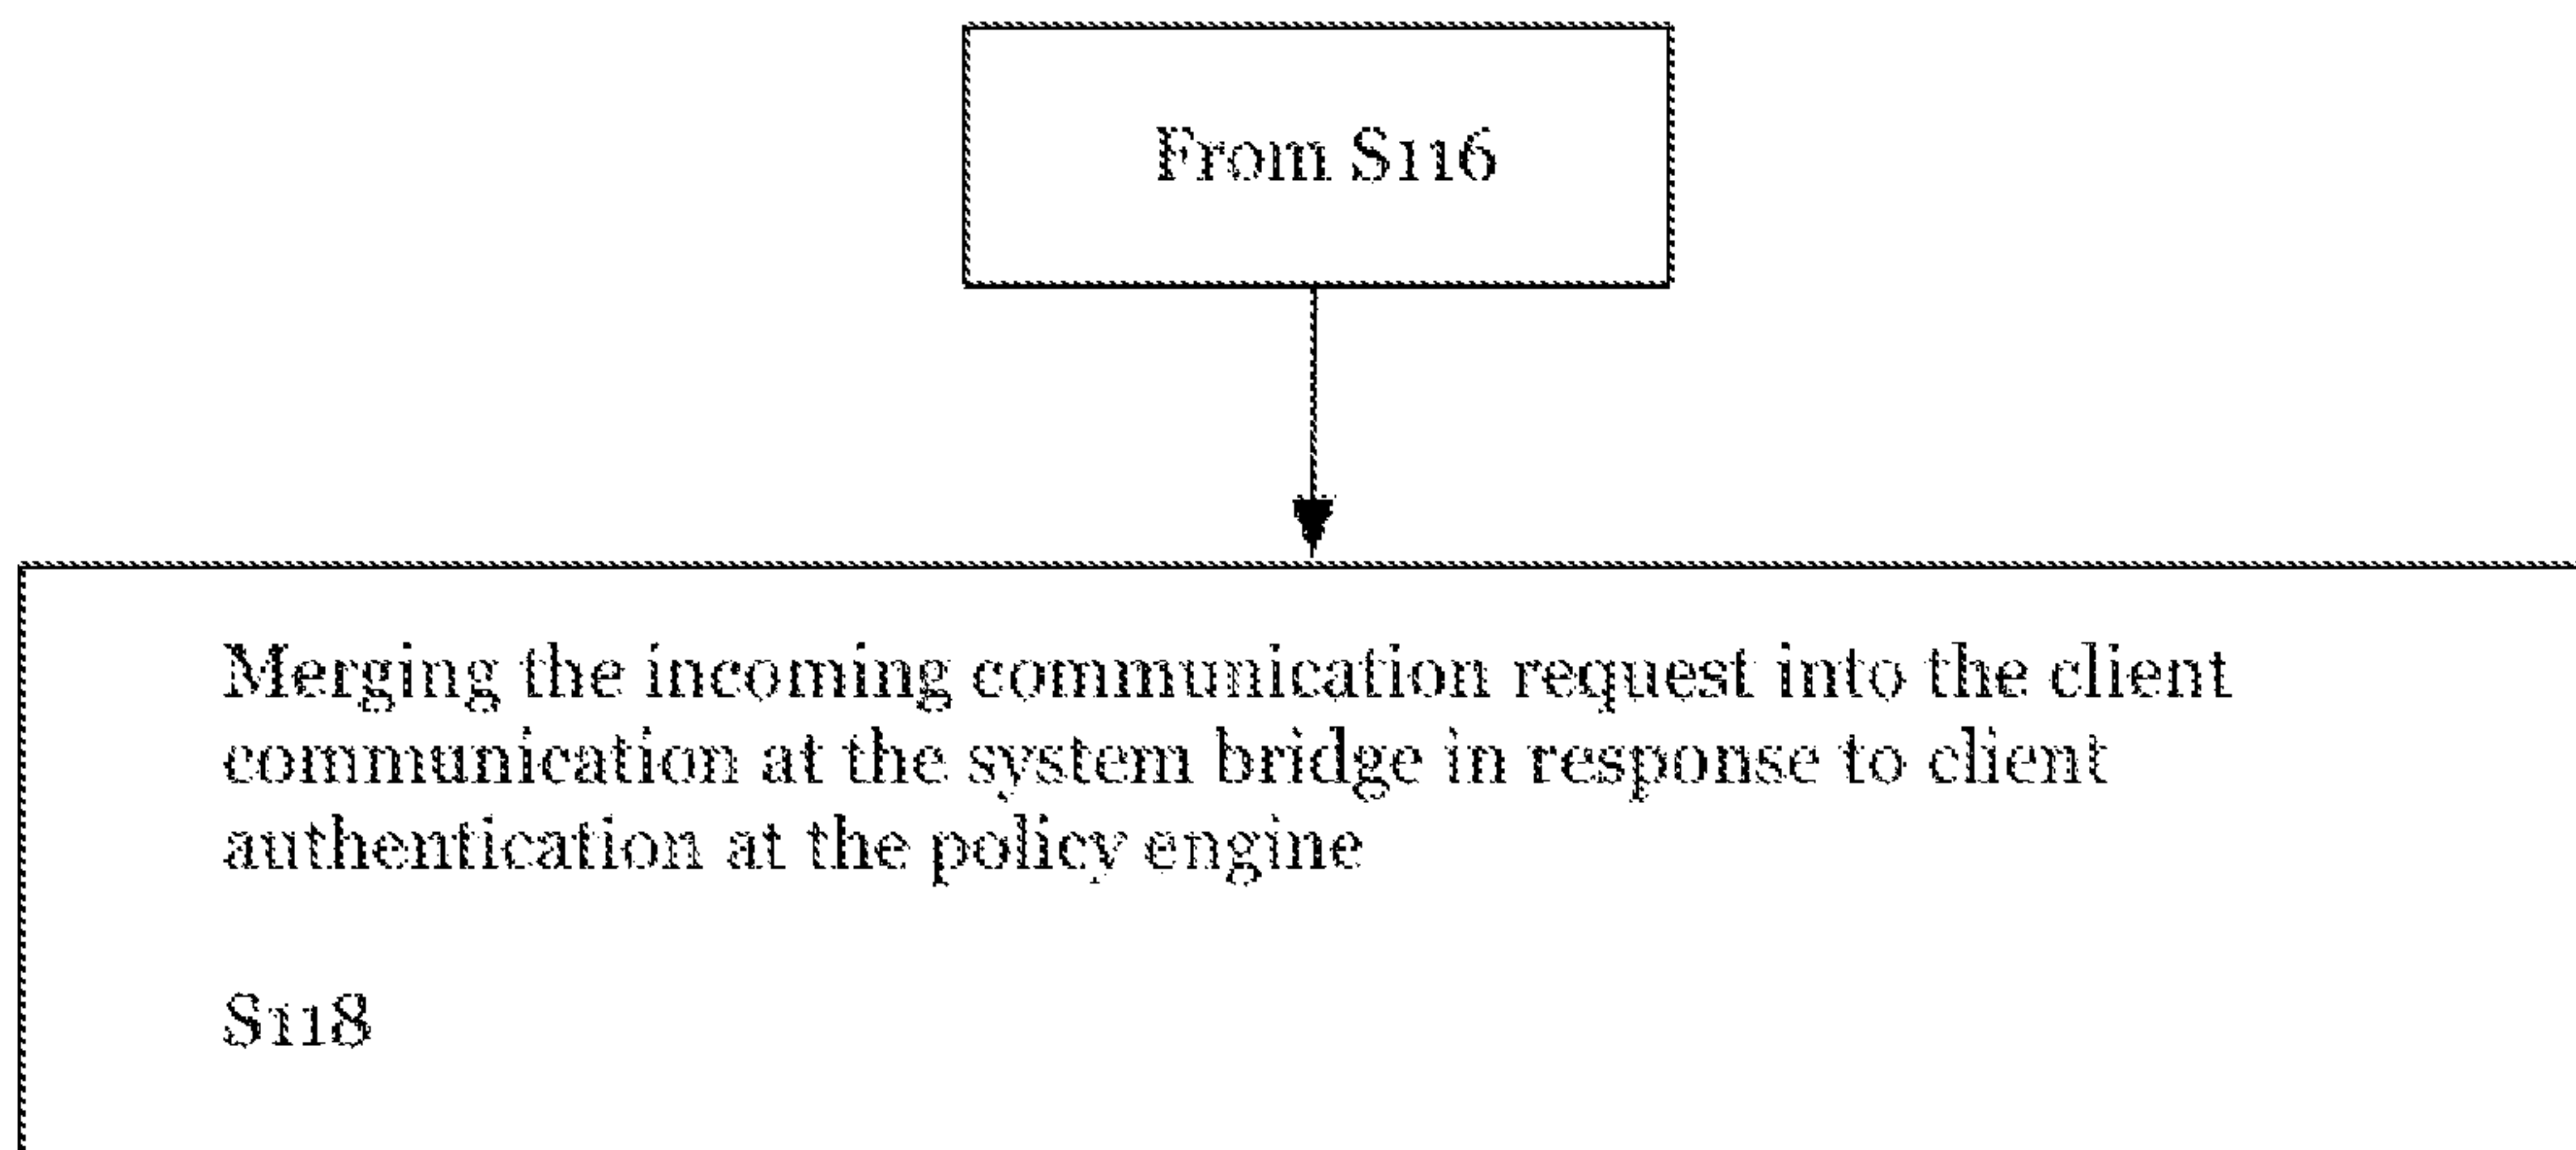 From S116
Merging the incoming communication request into the client
communication at the system bridge in response to client
authentication at the policy engine
S118